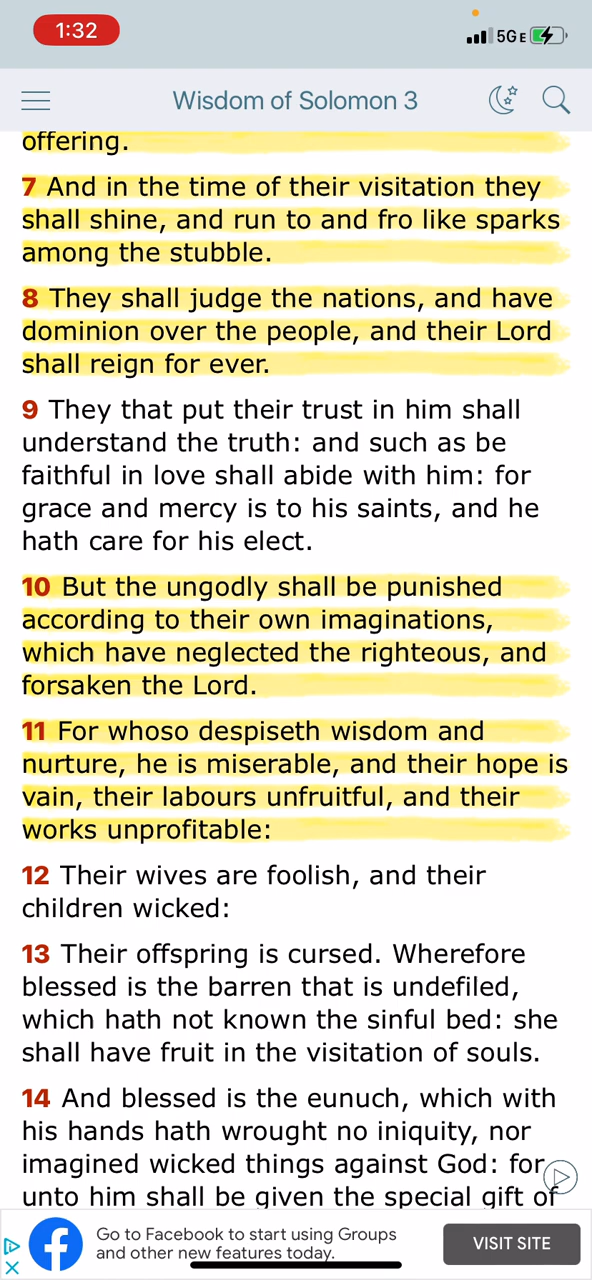 1:32
5G E
Wisdom of Solomon 3
offering.
7 And in the time of their visitation they
shall shine, and run to and fro like sparks
among the stubble.
8 They shall judge the nations, and have
dominion over the people, and their Lord
shall reign for ever.
9 They that put their trust in him shall
understand the truth: and such as be
faithful in love shall abide with him: for
grace and mercy is to his saints, and he
hath care for his elect.
10 But the ungodly shall be punished
according to their own imaginations,
which have neglected the righteous, and
forsaken the Lord.
11 For whoso despiseth wisdom and
nurture, he is miserable, and their hope is
vain, their labours unfruitful, and their
works unprofitable:
12 Their wives are foolish, and their
children wicked:
13 Their offspring is cursed. Wherefore
blessed is the barren that is undefiled,
which hath not known the sinful bed: she
shall have fruit in the visitation of souls.
14 And blessed is the eunuch, which with
his hands hath wrought no iniquity, nor
imagined wicked things against God: for
unto him shall be given the special gift of
Go to Facebook to start using Groups
and other new features today.
VISIT SITE